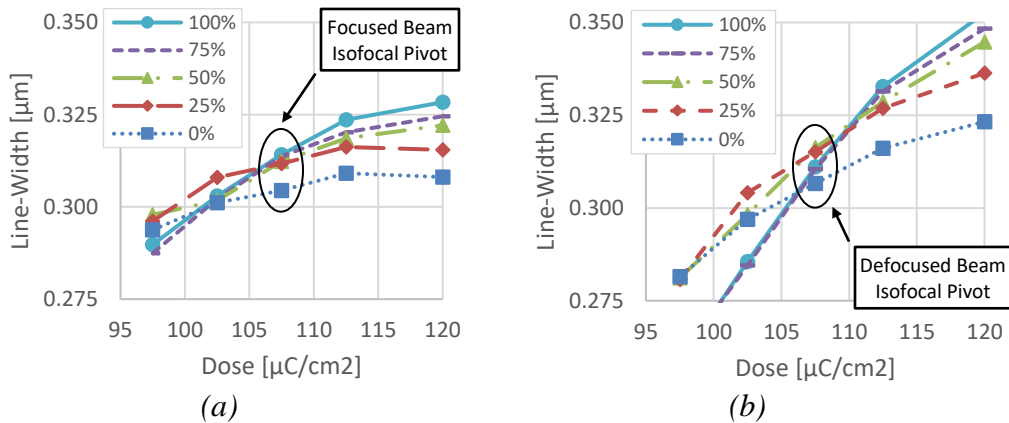 0.350
0.325
0.300
0.275
Line-Width [µm]
100%
75%
50%
25%
0%
Focused Beam
Isofocal Pivot
95 100 105 110 115 120
Dose [µC/cm2]
(a)
0.350
0.325
0.300
0.275
Line-Width [µm]
100%
75%
50%
25%
0%
Defocused Beam
Isofocal Pivot
95 100 105 110 115 120
Dose [µC/cm2]
(b)